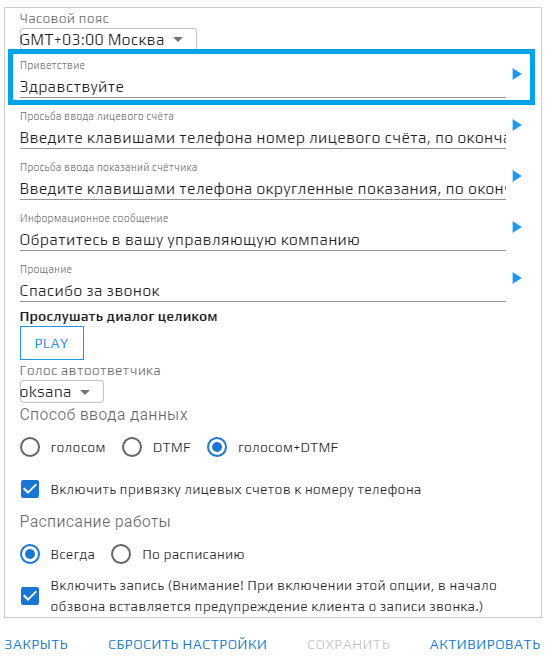 Часовой пояс
GMT+03:00 Москва
Приветствие
Здравствуйте
Просьба ввода лицевого счёта
Введите клавишами телефона номер лицевого счёта, по оконча
Просьба ввода показаний счётчика
Введите клавишами телефона округленные показания, по окон
Информационное сообщение
Обратитесь в вашу управляющую компанию
Прощание
Спасибо за звонок
Прослушать диалог целиком
PLAY
Голос автоответчика
oksana
Способ ввода данных
голосом DTMF голосом+DTMF
Включить привязку лицевых счетов к номеру телефона
Расписание работы
Всегда По расписанию
Включить запись (Внимание! При включении этой опции, в начало
обзвона вставляется предупреждение клиента о записи звонка.)
ЗАКРЫТЬ СБРОСИТЬ НАСТРОЙКИ СОХРАНИТЬ АКТИВИРОВАТЬ